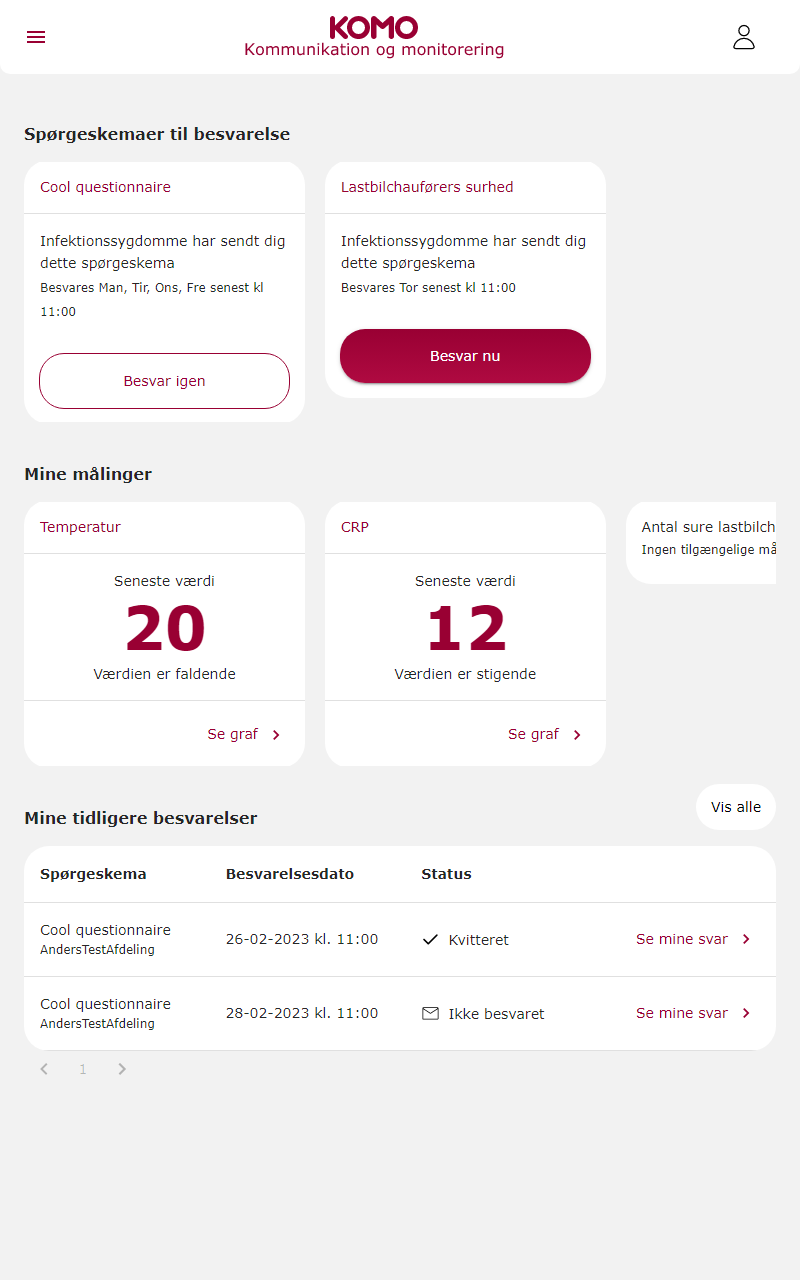 KOMO
Kommunikation og monitorering
Spørgeskemaer til besvarelse
Cool questionnaire
Infektionssygdomme har sendt dig
dette spørgeskema
Besvares Man, Tir, Ons, Fre senest kl
11:00
Besvar igen
Lastbilchauførers surhed
Infektionssygdomme har sendt dig
dette spørgeskema
Besvares Tor senest kl 11:00
Besvar nu
Mine målinger
Temperatur
Seneste værdi
20
Værdien er faldende
Se graf
CRP
Seneste værdi
12
Værdien er stigende
Se graf
Antal sure lastbilch
Ingen tilgængelige må
Mine tidligere besvarelser
Vis alle
Spørgeskema Besvarelsesdato Status
Cool questionnaire
AndersTestAfdeling
26-02-2023 kl. 11:00
Kvitteret
Se mine svar
Cool questionnaire
AndersTestAfdeling
28-02-2023 kl. 11:00
Ikke besvaret
Se mine svar
1